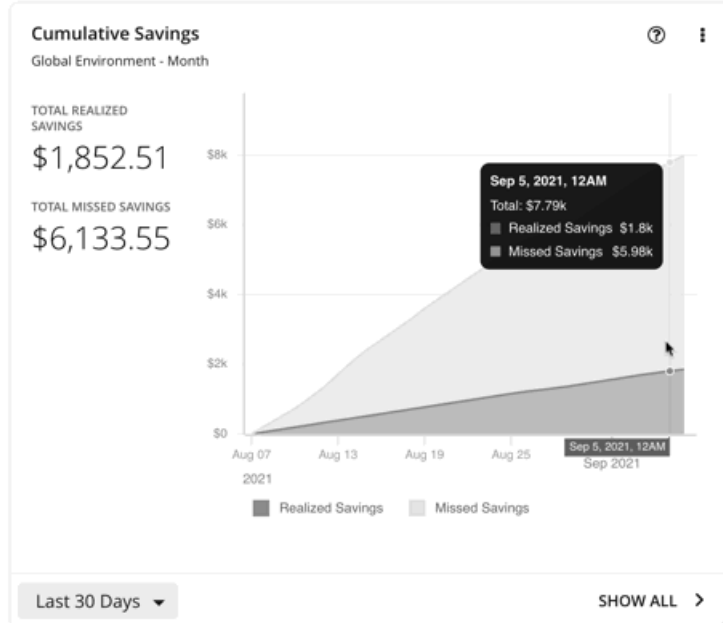 Cumulative Savings
Global Environment - Month
TOTAL REALIZED
SAVINGS
$1,852.51
TOTAL MISSED SAVINGS
$6,133.55
$8k
$6k
$4k
$2k
$0
Sep 5, 2021, 12AM
Total: $7.79k
Realized Savings $1.8k
Missed Savings $5.98k
Aug 07
Aug 13
Aug 19
Aug 25
Sep 5, 2021, 12AM
2021
Sep 2021
Realized Savings
Missed Savings
Last 30 Days
SHOW ALL